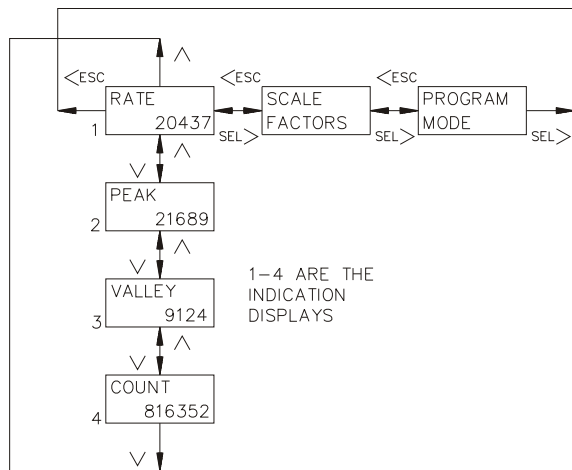 <ESC <ESC <ESC
RATE
20437
1
SCALE
FACTORS
PROGRAM
MODE
SEL> SEL> SEL>
PEAK
21689
2
VALLEY
9124
3
1-4 ARE THE
INDICATION
DISPLAYS
COUNT
816352
4